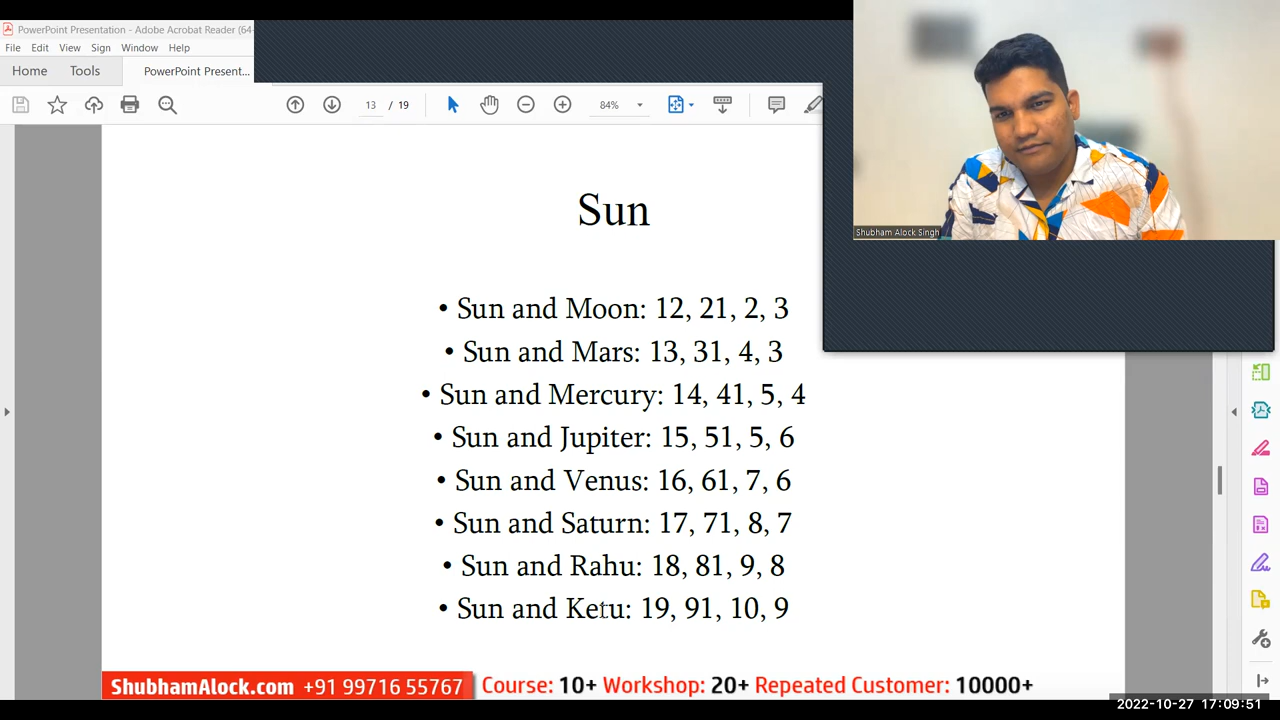 PowerPoint Presentation - Adobe Acrobat Reader (64-
File Edit View Sign Window Help
Home Tools PowerPoint Present...
13 / 19 84%
Shubham Alock Singh
Sun
• Sun and Moon: 12, 21, 2, 3
• Sun and Mars: 13, 31, 4, 3
• Sun and Mercury: 14, 41, 5, 4
• Sun and Jupiter: 15, 51, 5, 6
• Sun and Venus: 16, 61, 7, 6
• Sun and Saturn: 17, 71, 8, 7
• Sun and Rahu: 18, 81, 9, 8
• Sun and Ketu: 19, 91, 10, 9
ShubhamAlock.com +91 99716 55767 Course: 10+ Workshop: 20+ Repeated Customer: 10000+
2022-10-27 17:09:51